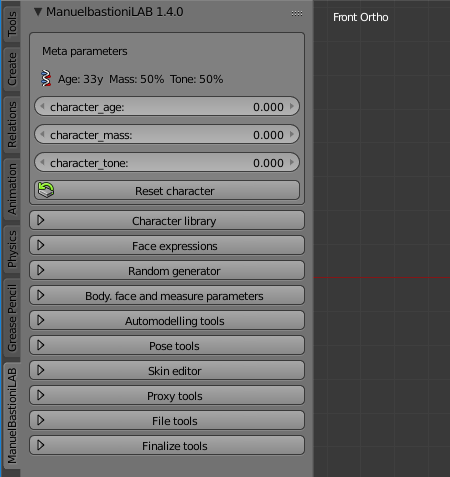 ManuelbastioniLAB 1.4.0
Front Ortho
Meta parameters
Age: 33y Mass: 50% Tone: 50%
character_age: 0.000
character_mass: 0.000
character_tone: 0.000
Reset character
Character library
Face expressions
Random generator
Body. face and measure parameters
Automodelling tools
Pose tools
Skin editor
Proxy tools
File tools
Finalize tools
Tools
Create
Relations
Animation
Physics
Grease Pencil
ManuelBastioniLAB